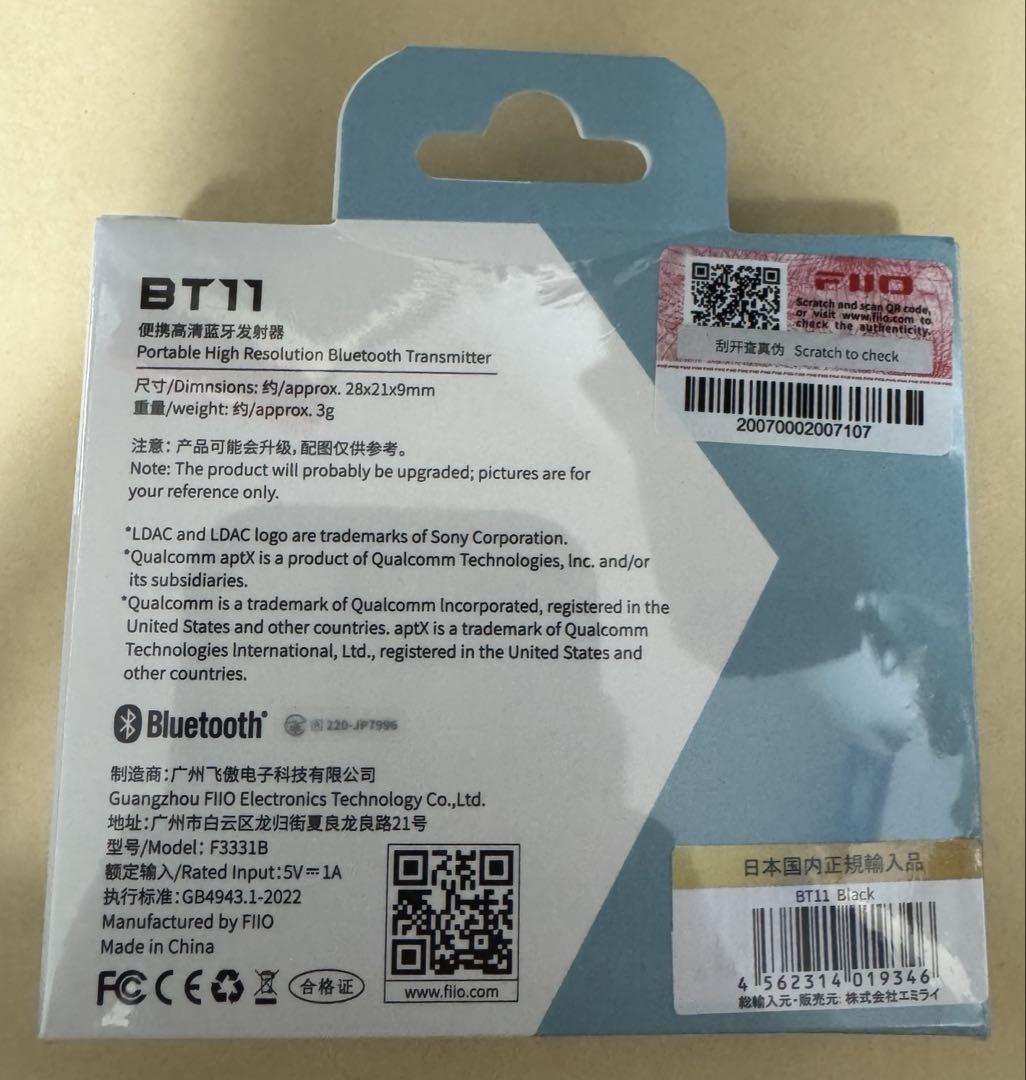 BT11
便携高清蓝牙发射器
Portable High Resolution Bluetooth Transmitter
尺寸/Dimnsions: 约/approx. 28x21x9mm
重量/weight: 约/approx. 3g
注意：产品可能会升级，配图仅供参考。
Note: The product will probably be upgraded; pictures are for
your reference only.
*LDAC and LDAC logo are trademarks of Sony Corporation.
*Qualcomm aptX is a product of Qualcomm Technologies, Inc. and/or
its subsidiaries.
*Qualcomm is a trademark of Qualcomm Incorporated, registered in the
United States and other countries. aptX is a trademark of Qualcomm
Technologies International, Ltd., registered in the United States and
other countries.
Bluetooth®
R 220-JPT996
制造商：广州飞傲电子科技有限公司
Guangzhou FIIO Electronics Technology Co.,Ltd.
地址：广州市白云区龙归街夏良龙良路21号
型号/Model: F3331B
额定输入/Rated Input: 5V⎓1A
执行标准：GB4943.1-2022
Manufactured by FIIO
Made in China
FC CE
合格证
www.fiio.com
FIIO
Scratch and scan QR code,
or visit www.fiio.com to
check the authenticity.
刮开查真伪 Scratch to check
20070002007107
日本国内正規輸入品
BT11 Black
4 562314 019346
総輸入元・販売元: 株式会社エミライ